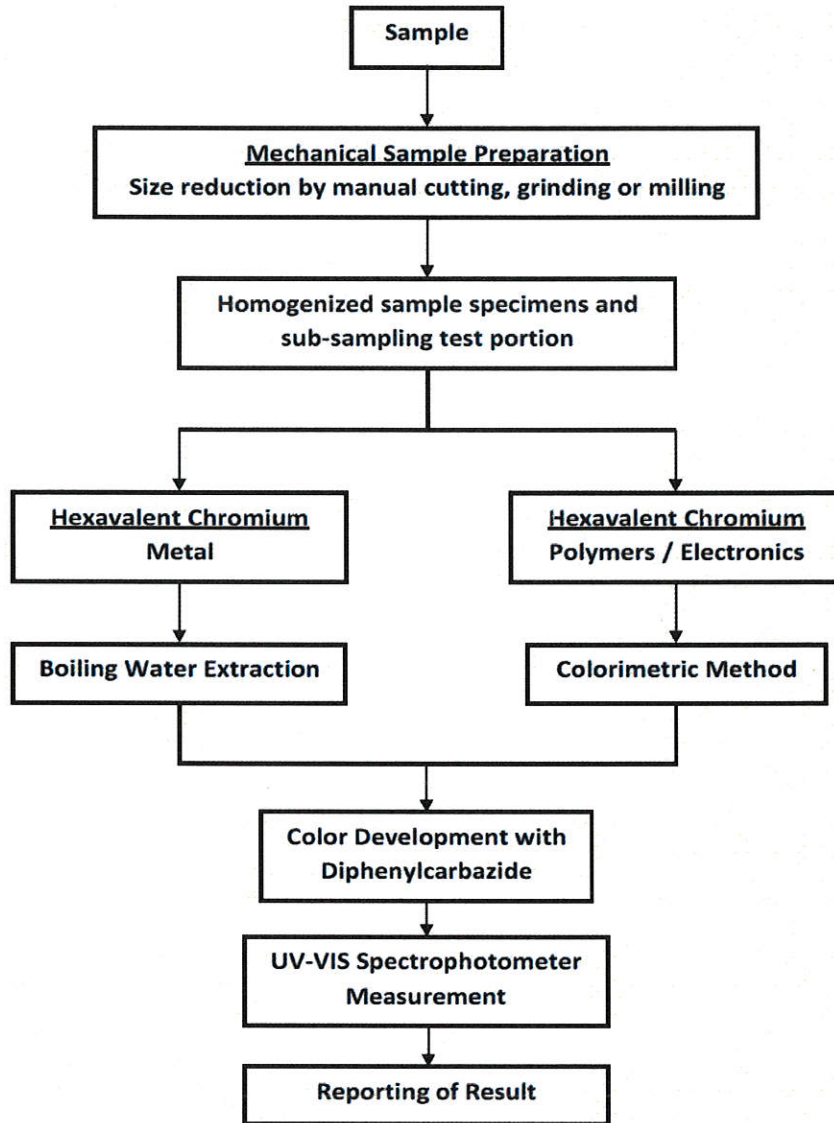 Sample
Mechanical Sample Preparation
Size reduction by manual cutting, grinding or milling
Homogenized sample specimens and
sub-sampling test portion
Hexavalent Chromium
Metal
Hexavalent Chromium
Polymers / Electronics
Boiling Water Extraction
Colorimetric Method
Color Development with
Diphenylcarbazide
UV-VIS Spectrophotometer
Measurement
Reporting of Result